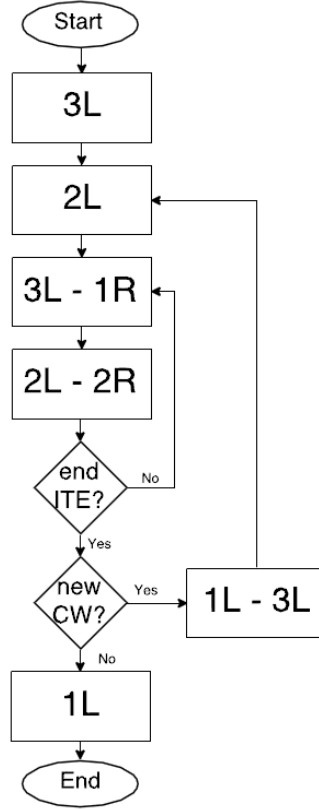 Start
3L
2L
3L - 1R
2L - 2R
end
ITE?
No
Yes
new
CW?
Yes
1L - 3L
No
1L
End